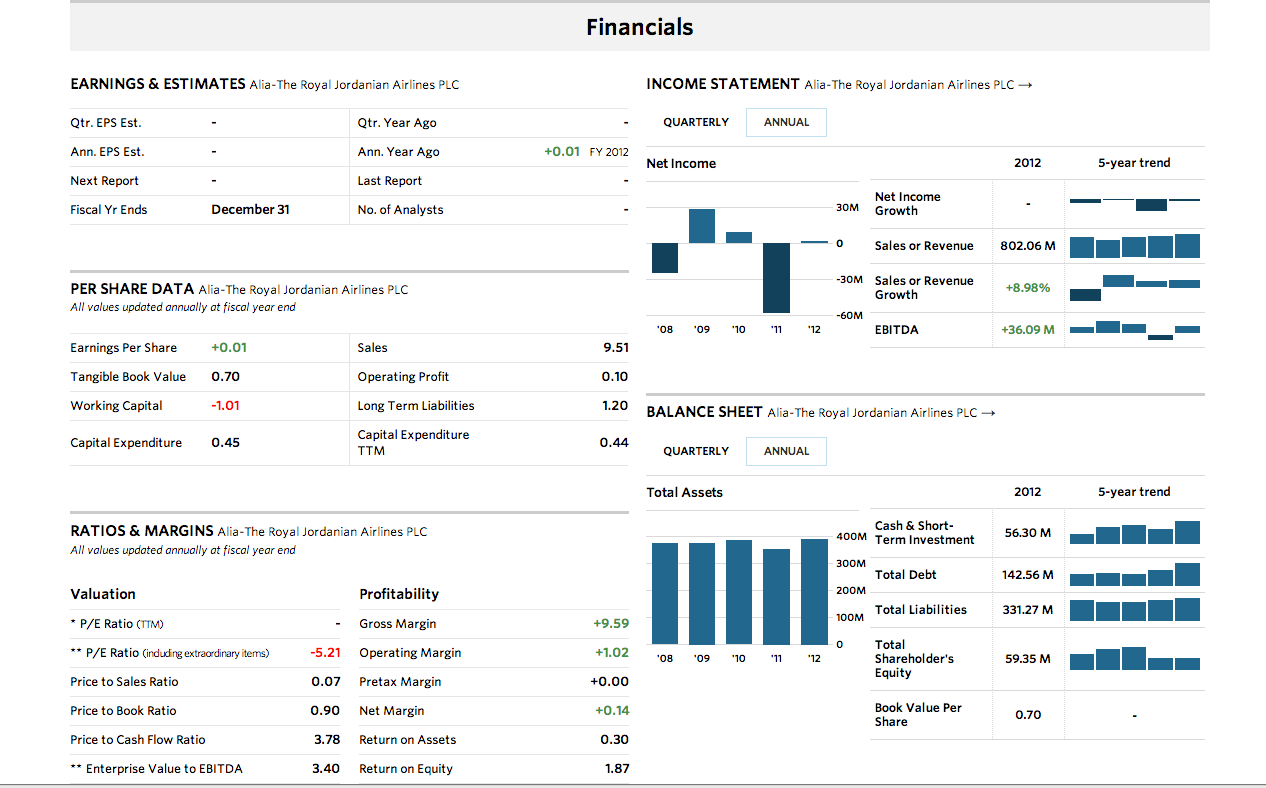 Financials
EARNINGS & ESTIMATES Alia-The Royal Jordanian Airlines PLC
Qtr. EPS Est. - Qtr. Year Ago -
Ann. EPS Est. - Ann. Year Ago +0.01 FY 2012
Next Report - Last Report -
Fiscal Yr Ends December 31 No. of Analysts -
PER SHARE DATA Alia-The Royal Jordanian Airlines PLC
All values updated annually at fiscal year end
Earnings Per Share +0.01 Sales 9.51
Tangible Book Value 0.70 Operating Profit 0.10
Working Capital -1.01 Long Term Liabilities 1.20
Capital Expenditure 0.45 Capital Expenditure 0.44
TTM
RATIOS & MARGINS Alia-The Royal Jordanian Airlines PLC
All values updated annually at fiscal year end
Valuation
* P/E Ratio (TTM) -
** P/E Ratio (including extraordinary items) -5.21
Price to Sales Ratio 0.07
Price to Book Ratio 0.90
Price to Cash Flow Ratio 3.78
** Enterprise Value to EBITDA 3.40
Profitability
Gross Margin +9.59
Operating Margin +1.02
Pretax Margin +0.00
Net Margin +0.14
Return on Assets 0.30
Return on Equity 1.87
INCOME STATEMENT Alia-The Royal Jordanian Airlines PLC →
QUARTERLY ANNUAL
Net Income
30M
0
-30M
-60M
'08 '09 '10 '11 '12
2012 5-year trend
Net Income
Growth -
Sales or Revenue 802.06 M
Sales or Revenue
Growth +8.98%
EBITDA +36.09 M
BALANCE SHEET Alia-The Royal Jordanian Airlines PLC →
QUARTERLY ANNUAL
Total Assets
400M
300M
200M
100M
0
'08 '09 '10 '11 '12
2012 5-year trend
Cash & Short-
Term Investment 56.30 M
Total Debt 142.56 M
Total Liabilities 331.27 M
Total
Shareholder's 59.35 M
Equity
Book Value Per
Share 0.70 -